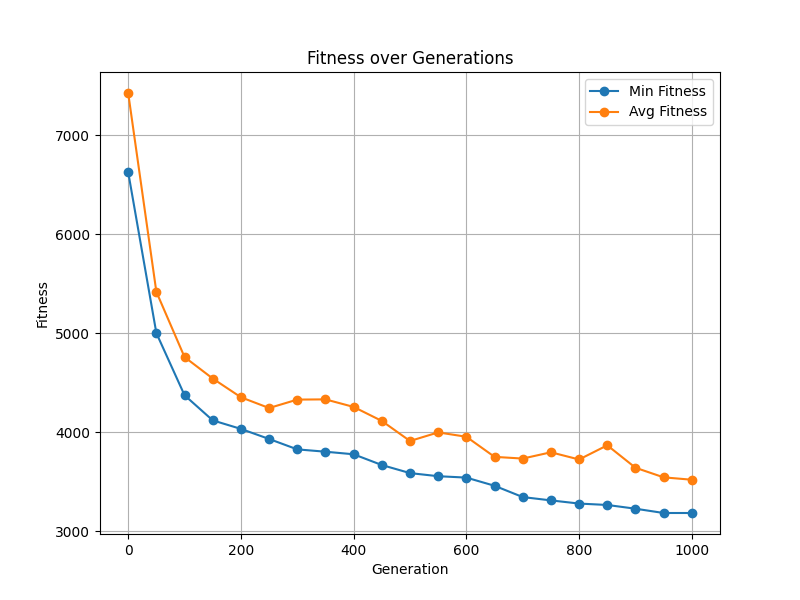 Fitness over Generations
Min Fitness
Avg Fitness
7000
6000
5000
4000
3000
Fitness
0 200 400 600 800 1000
Generation